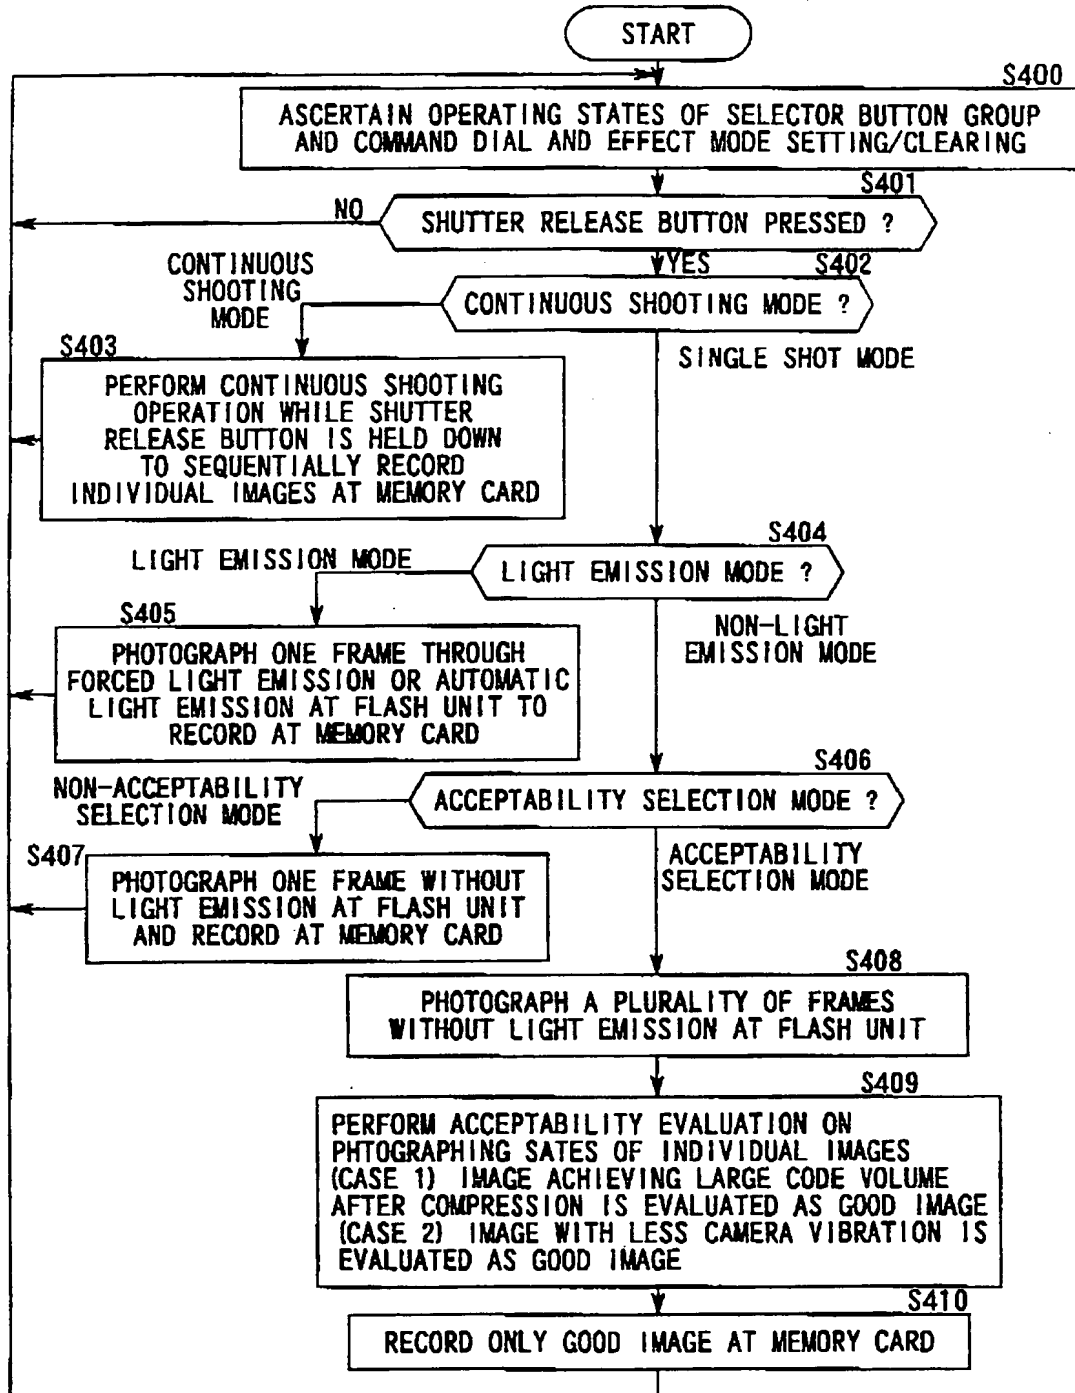 START
S400
ASCERTAIN OPERATING STATES OF SELECTOR BUTTON GROUP
AND COMMAND DIAL AND EFFECT MODE SETTING/CLEARING
S401
NO
SHUTTER RELEASE BUTTON PRESSED ?
YES
S402
CONTINUOUS
SHOOTING
MODE
CONTINUOUS SHOOTING MODE ?
S403
SINGLE SHOT MODE
PERFORM CONTINUOUS SHOOTING
OPERATION WHILE SHUTTER
RELEASE BUTTON IS HELD DOWN
TO SEQUENTIALLY RECORD
INDIVIDUAL IMAGES AT MEMORY CARD
S404
LIGHT EMISSION MODE
LIGHT EMISSION MODE ?
S405
NON-LIGHT
EMISSION MODE
PHOTOGRAPH ONE FRAME THROUGH
FORCED LIGHT EMISSION OR AUTOMATIC
LIGHT EMISSION AT FLASH UNIT TO
RECORD AT MEMORY CARD
S406
NON-ACCEPTABILITY
SELECTION MODE
ACCEPTABILITY SELECTION MODE ?
S407
ACCEPTABILITY
SELECTION MODE
PHOTOGRAPH ONE FRAME WITHOUT
LIGHT EMISSION AT FLASH UNIT
AND RECORD AT MEMORY CARD
S408
PHOTOGRAPH A PLURALITY OF FRAMES
WITHOUT LIGHT EMISSION AT FLASH UNIT
S409
PERFORM ACCEPTABILITY EVALUATION ON
PHTOGRAPHING SATES OF INDIVIDUAL IMAGES
(CASE 1) IMAGE ACHIEVING LARGE CODE VOLUME
AFTER COMPRESSION IS EVALUATED AS GOOD IMAGE
(CASE 2) IMAGE WITH LESS CAMERA VIBRATION IS
EVALUATED AS GOOD IMAGE
S410
RECORD ONLY GOOD IMAGE AT MEMORY CARD